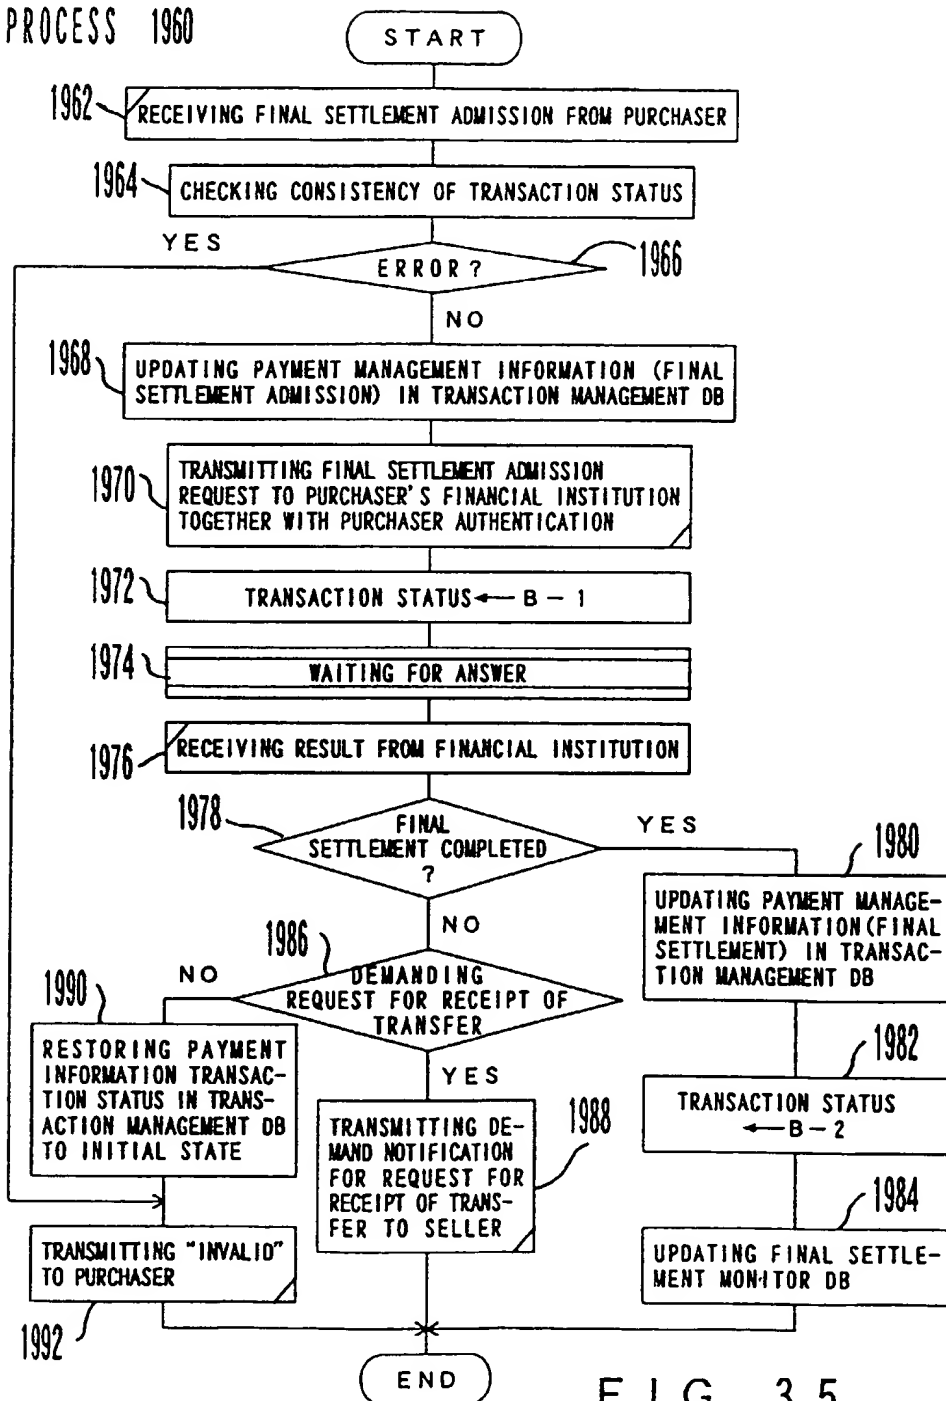 PROCESS 1960
START
1962
RECEIVING FINAL SETTLEMENT ADMISSION FROM PURCHASER
1964
CHECKING CONSISTENCY OF TRANSACTION STATUS
YES
ERROR?
1966
NO
1968
UPDATING PAYMENT MANAGEMENT INFORMATION (FINAL
SETTLEMENT ADMISSION) IN TRANSACTION MANAGEMENT DB
1970
TRANSMITTING FINAL SETTLEMENT ADMISSION
REQUEST TO PURCHASER'S FINANCIAL INSTITUTION
TOGETHER WITH PURCHASER AUTHENTICATION
1972
TRANSACTION STATUS ← B - 1
1974
WAITING FOR ANSWER
1976
RECEIVING RESULT FROM FINANCIAL INSTITUTION
1978
FINAL
SETTLEMENT COMPLETED
?
YES
1980
UPDATING PAYMENT MANAGE-
MENT INFORMATION (FINAL
SETTLEMENT) IN TRANSAC-
TION MANAGEMENT DB
NO
1986
DEMANDING
REQUEST FOR RECEIPT OF
TRANSFER
NO
1990
RESTORING PAYMENT
INFORMATION TRANSAC-
TION STATUS IN TRANS-
ACTION MANAGEMENT DB
TO INITIAL STATE
YES
1988
TRANSMITTING DE-
MAND NOTIFICATION
FOR REQUEST FOR
RECEIPT OF TRANS-
FER TO SELLER
1982
TRANSACTION STATUS
← B - 2
1984
UPDATING FINAL SETTLE-
MENT MONITOR DB
TRANSMITTING "INVALID"
TO PURCHASER
1992
END
FIG. 35